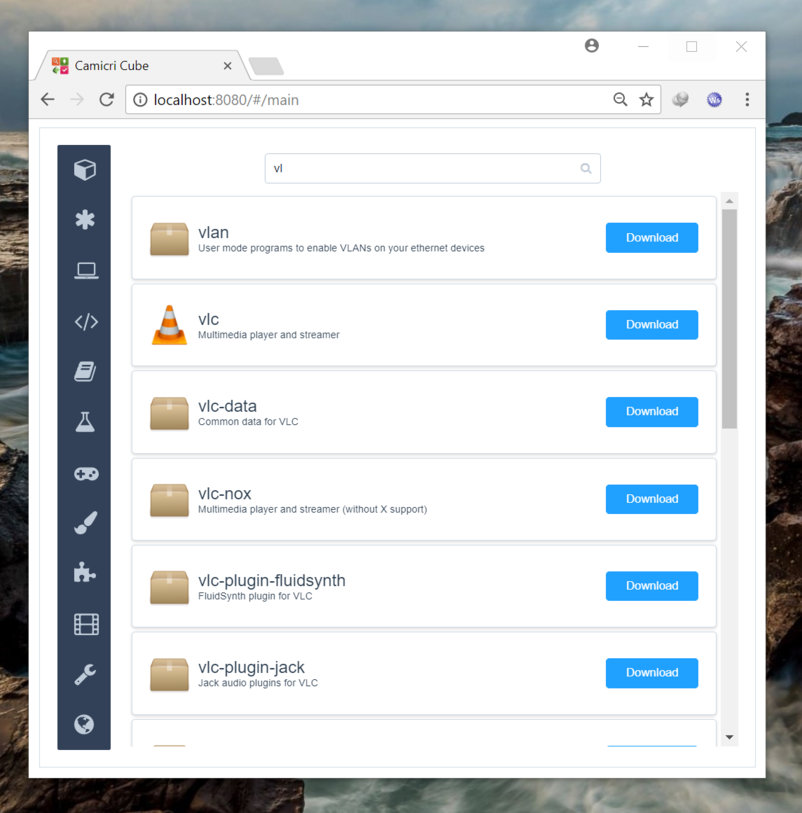 Camicri Cube
localhost:8080/#/main
Ws
vl
vlan
User mode programs to enable VLANs on your ethernet devices
Download
vlc
Multimedia player and streamer
Download
vlc-data
Common data for VLC
Download
vlc-nox
Multimedia player and streamer (without X support)
Download
vlc-plugin-fluidsynth
FluidSynth plugin for VLC
Download
vlc-plugin-jack
Jack audio plugins for VLC
Download